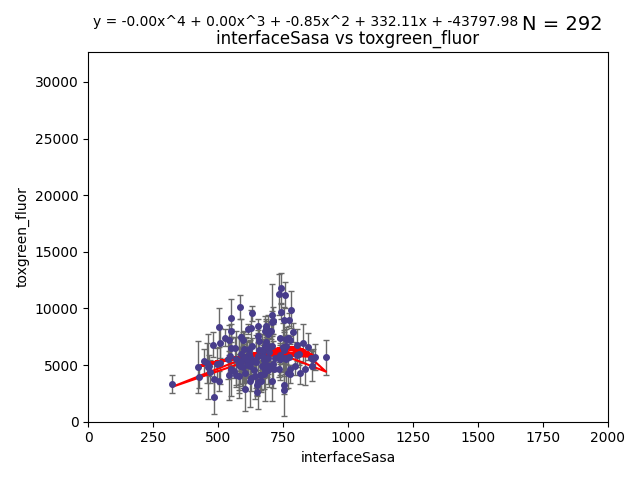 y = -0.00x^4 + 0.00x^3 + -0.85x^2 + 332.11x + -43797.98 N = 292
interfaceSasa vs toxgreen_fluor
30000
25000
20000
15000
10000
5000
0
toxgreen_fluor
0 250 500 750 1000 1250 1500 1750 2000
interfaceSasa